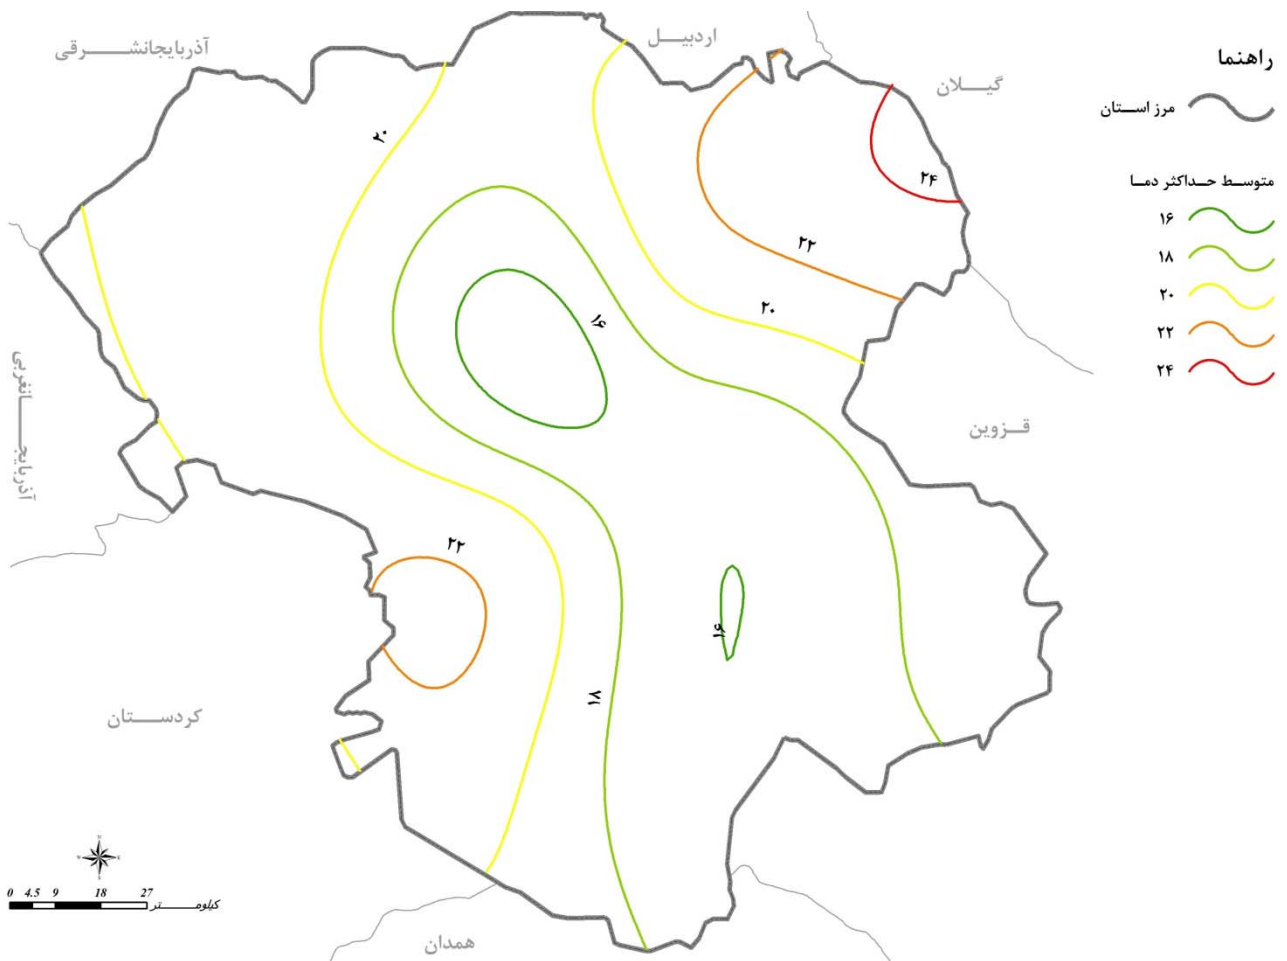 راهنما
مرز استان
متوسط حداکثر دما
۱۶
۱۸
۲۰
۲۲
۲۴
آذربایجانشرقی
اردبیل
گیلان
قزوین
آذربایجانغربی
کردستان
همدان
۲۰
۲۴
۲۲
۲۰
۱۶
۲۲
۱۶
۱۸
N
W
E
S
0 4.5 9 18 27
کیلومتر